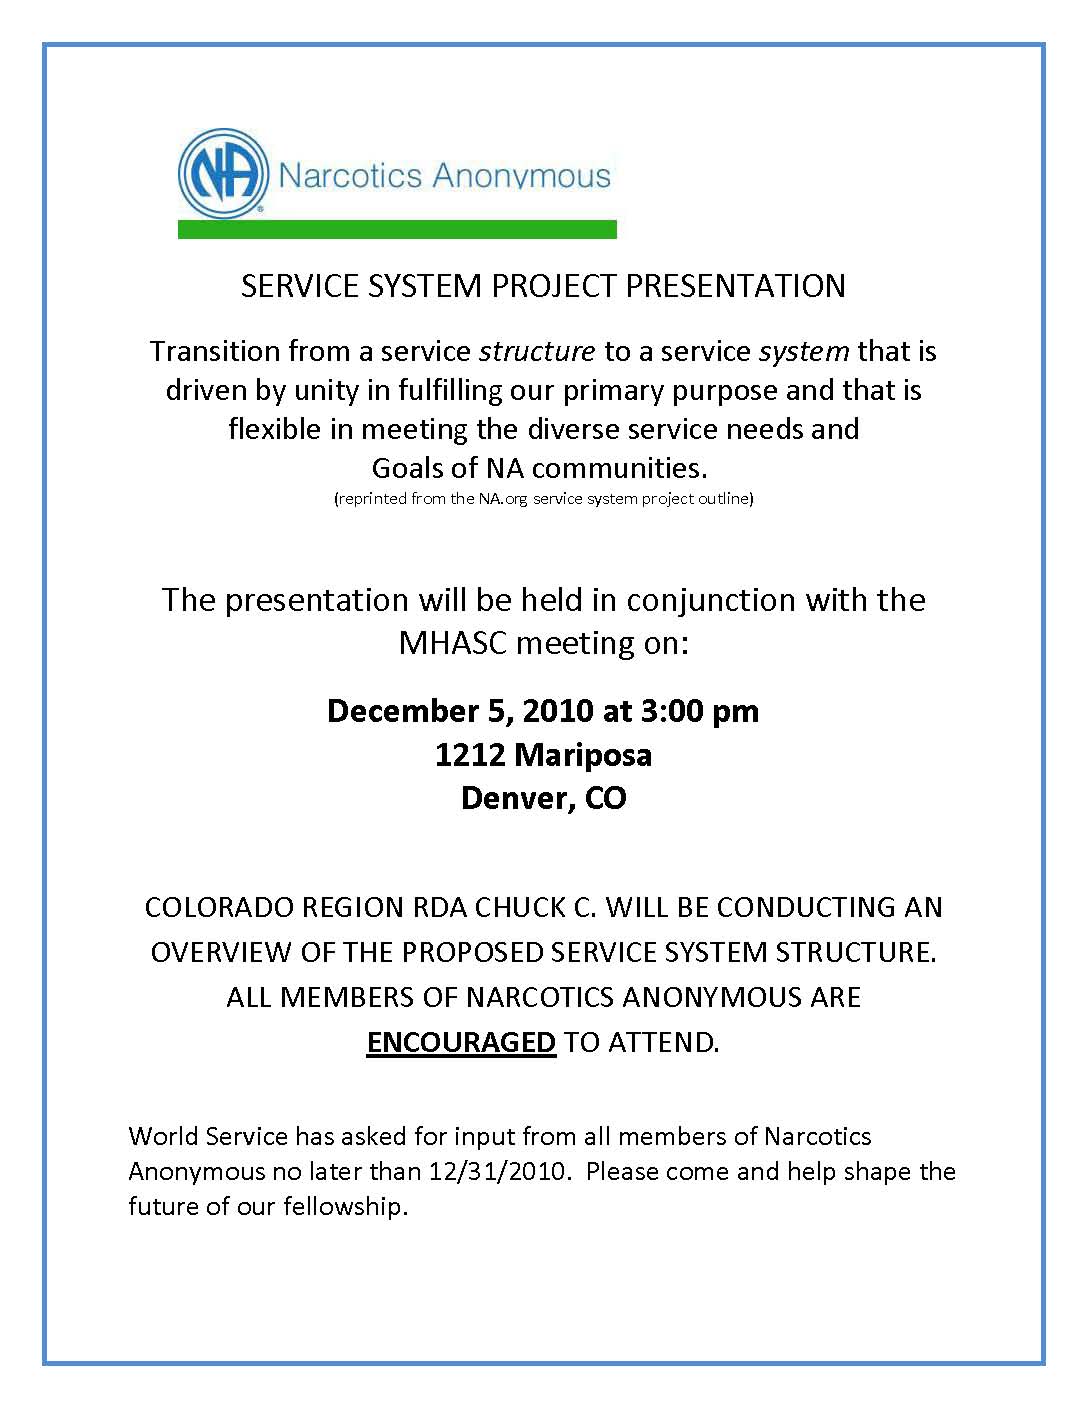 NA Narcotics Anonymous
SERVICE SYSTEM PROJECT PRESENTATION
Transition from a service structure to a service system that is
driven by unity in fulfilling our primary purpose and that is
flexible in meeting the diverse service needs and
Goals of NA communities.
(reprinted from the NA.org service system project outline)
The presentation will be held in conjunction with the
MHASC meeting on:
December 5, 2010 at 3:00 pm
1212 Mariposa
Denver, CO
COLORADO REGION RDA CHUCK C. WILL BE CONDUCTING AN
OVERVIEW OF THE PROPOSED SERVICE SYSTEM STRUCTURE.
ALL MEMBERS OF NARCOTICS ANONYMOUS ARE
ENCOURAGED TO ATTEND.
World Service has asked for input from all members of Narcotics
Anonymous no later than 12/31/2010.  Please come and help shape the
future of our fellowship.